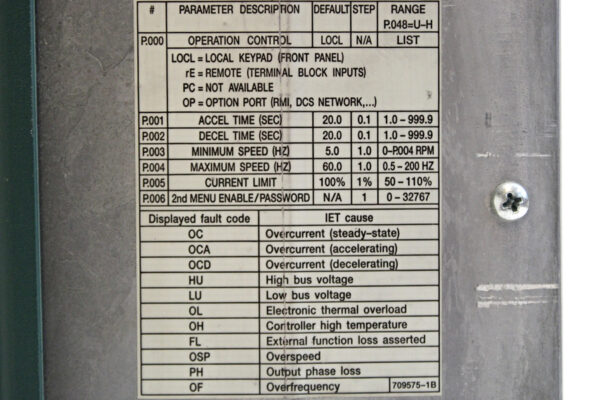 # PARAMETER DESCRIPTION DEFAULT STEP RANGE
P.048=U-H
P.000 OPERATION CONTROL LOCL N/A LIST
LOCL = LOCAL KEYPAD (FRONT PANEL)
rE = REMOTE (TERMINAL BLOCK INPUTS)
PC = NOT AVAILABLE
OP = OPTION PORT (RMI, DCS NETWORK,...)
P.001 ACCEL TIME (SEC) 20.0 0.1 1.0 – 999.9
P.002 DECEL TIME (SEC) 20.0 0.1 1.0 – 999.9
P.003 MINIMUM SPEED (HZ) 5.0 1.0 0–P.004 RPM
P.004 MAXIMUM SPEED (HZ) 60.0 1.0 0.5 - 200 HZ
P.005 CURRENT LIMIT 100% 1% 50 – 110%
P.006 2nd MENU ENABLE/PASSWORD N/A 1 0 – 32767
Displayed fault code IET cause
OC Overcurrent (steady–state)
OCA Overcurrent (accelerating)
OCD Overcurrent (decelerating)
HU High bus voltage
LU Low bus voltage
OL Electronic thermal overload
OH Controller high temperature
FL External function loss asserted
OSP Overspeed
PH Output phase loss
OF Overfrequency 709575–1B